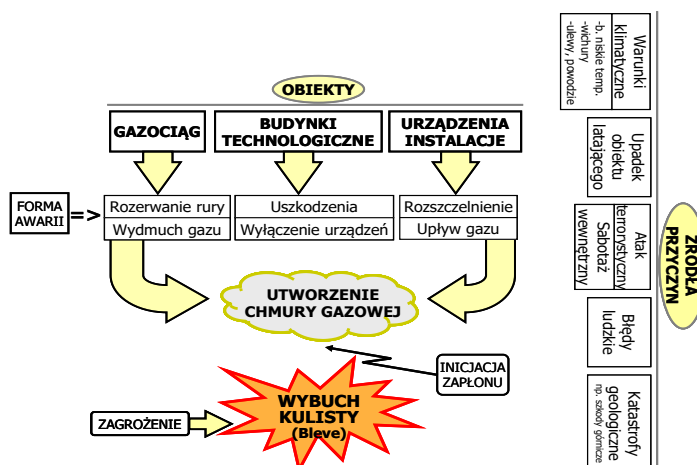 OBIEKTY
GAZOCIĄG
BUDYNKI
TECHNOLOGICZNE
URZĄDZENIA
INSTALACJE
FORMA
AWARII
=>
Rozerwanie rury
Wydmuch gazu
Uszkodzenia
Wyłączenie urządzeń
Rozszczelnienie
Upływ gazu
UTWORZENIE
CHMURY GAZOWEJ
INICJACJA
ZAPŁONU
WYBUCH
KULISTY
(Bleve)
ZAGROŻENIE
ŹRÓDŁA
PRZYCZYN
Warunki
klimatyczne
-b. niskie temp.
-wichury
-ulewy, powodzie
Upadek
obiektu
latającego
Atak
terrorystyczny
Sabotaż
wewnętrzny
Błędy
ludzkie
Katastrofy
geologiczne
np. szkody górnicze